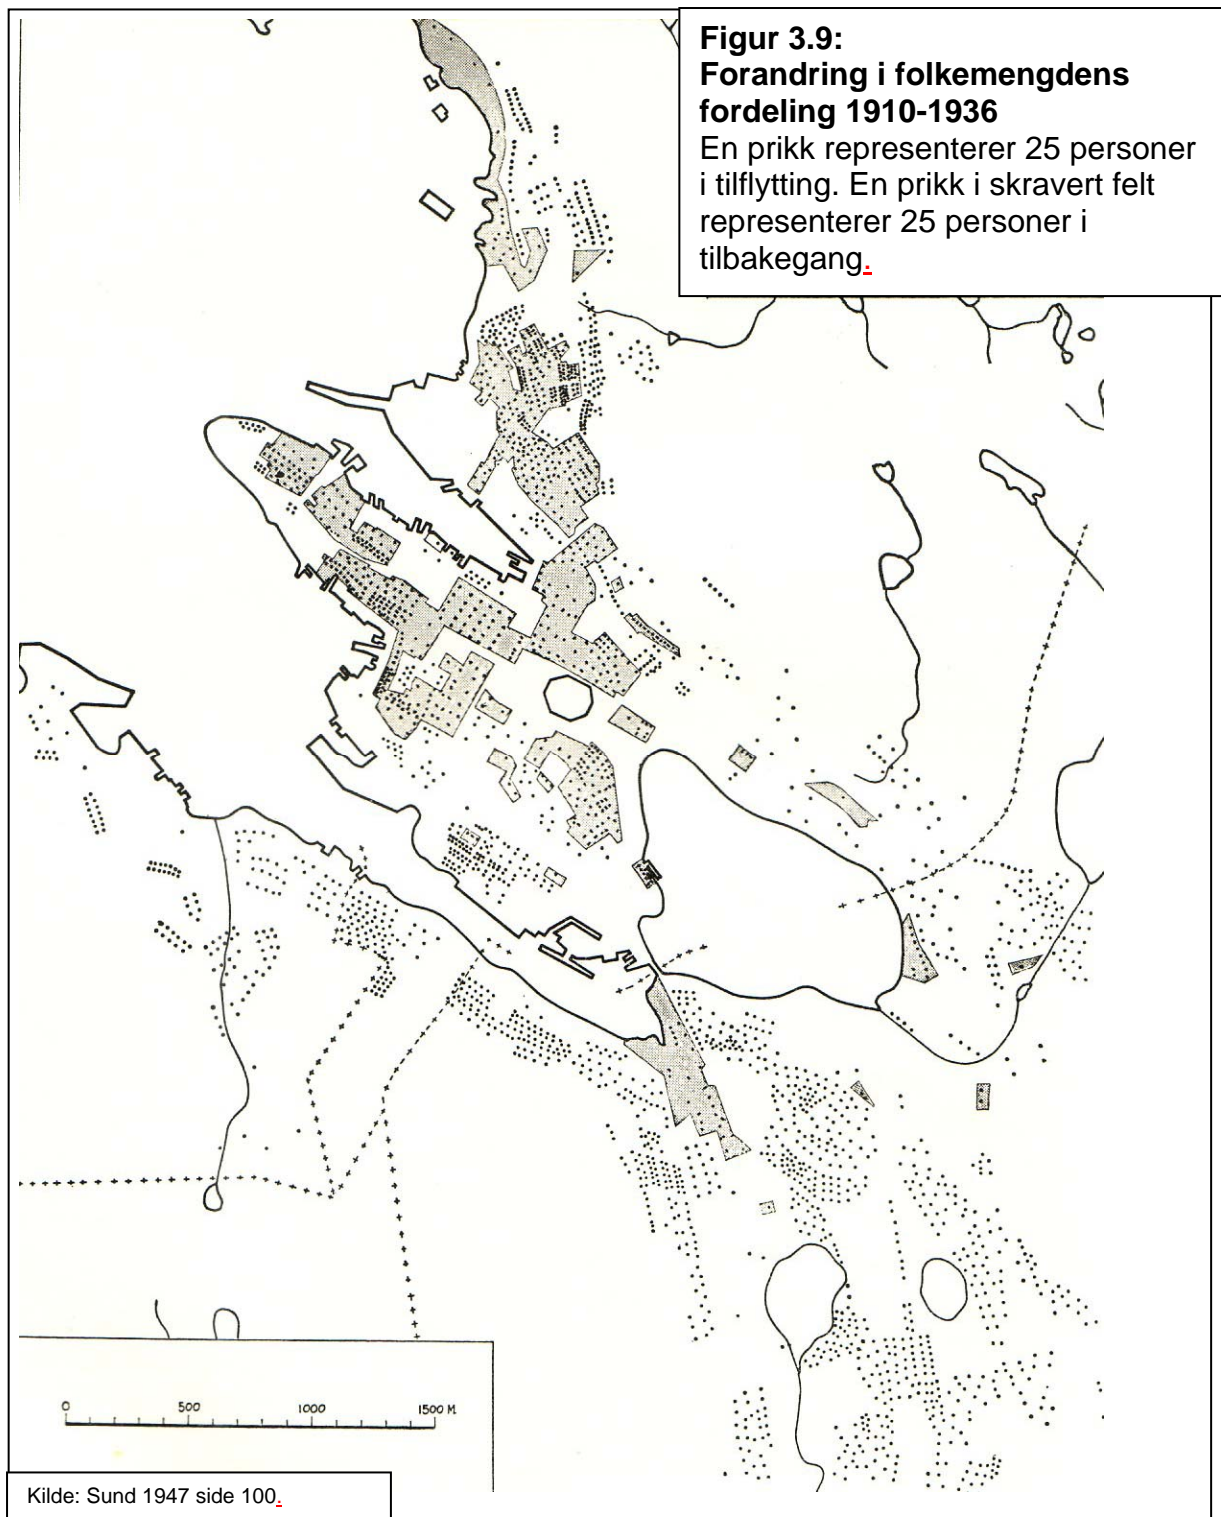 Figur 3.9:
Forandring i folkemengdens
fordeling 1910-1936
En prikk representerer 25 personer
i tilflytting. En prikk i skravert felt
representerer 25 personer i
tilbakegang.
0 500 1000 1500 M.
Kilde: Sund 1947 side 100.